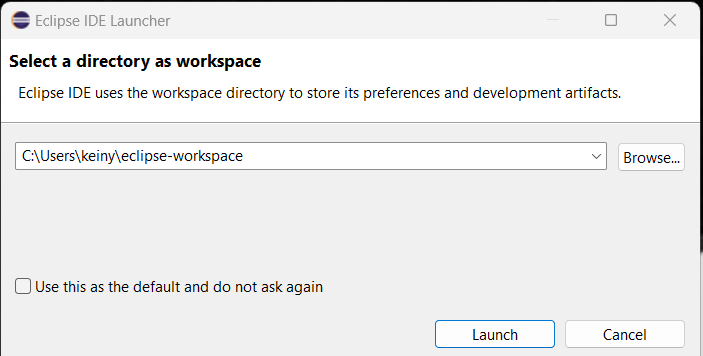 Eclipse IDE Launcher
Select a directory as workspace
Eclipse IDE uses the workspace directory to store its preferences and development artifacts.
C:\Users\keiny\eclipse-workspace
Browse...
Use this as the default and do not ask again
Launch
Cancel